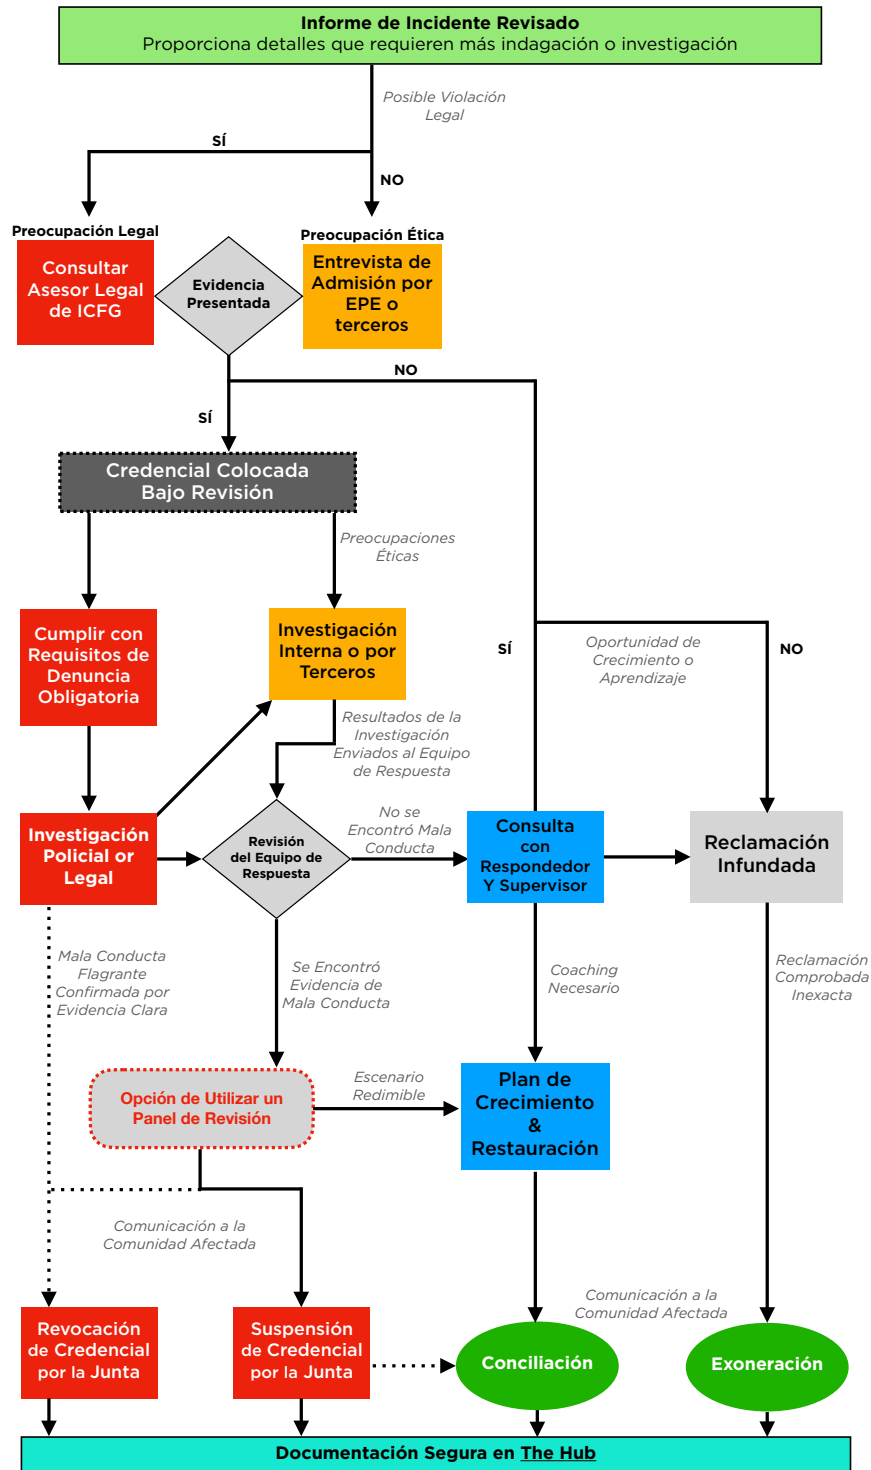 Informe de Incidente Revisado
Proporciona detalles que requieren más indagación o investigación
Posible Violación
Legal
SÍ
NO
Preocupación Legal
Consultar
Asesor Legal
de ICFG
Evidencia
Presentada
Preocupación Ética
Entrevista de
Admisión por
EPE o
terceros
NO
SÍ
Credencial Colocada
Bajo Revisión
Preocupaciones
Éticas
Cumplir con
Requisitos de
Denuncia
Obligatoria
Investigación
Interna o por
Terceros
SÍ
Oportunidad de
Crecimiento o
Aprendizaje
NO
Resultados de la
Investigación
Enviados al Equipo
de Respuesta
Investigación
Policial or
Legal
Revisión
del Equipo de
Respuesta
No se
Encontró Mala
Conducta
Consulta
con
Respondedor
Y Supervisor
Reclamación
Infundada
Mala Conducta
Flagrante
Confirmada por
Evidencia Clara
Se Encontró
Evidencia de
Mala Conducta
Coaching
Necesario
Reclamación
Comprobada
Inexacta
Opción de Utilizar un
Panel de Revisión
Escenario
Redimible
Plan de
Crecimiento
&
Restauración
Comunicación a la
Comunidad Afectada
Comunicación a la
Comunidad Afectada
Revocación
de Credencial
por la Junta
Suspensión
de Credencial
por la Junta
Conciliación
Exoneración
Documentación Segura en The Hub